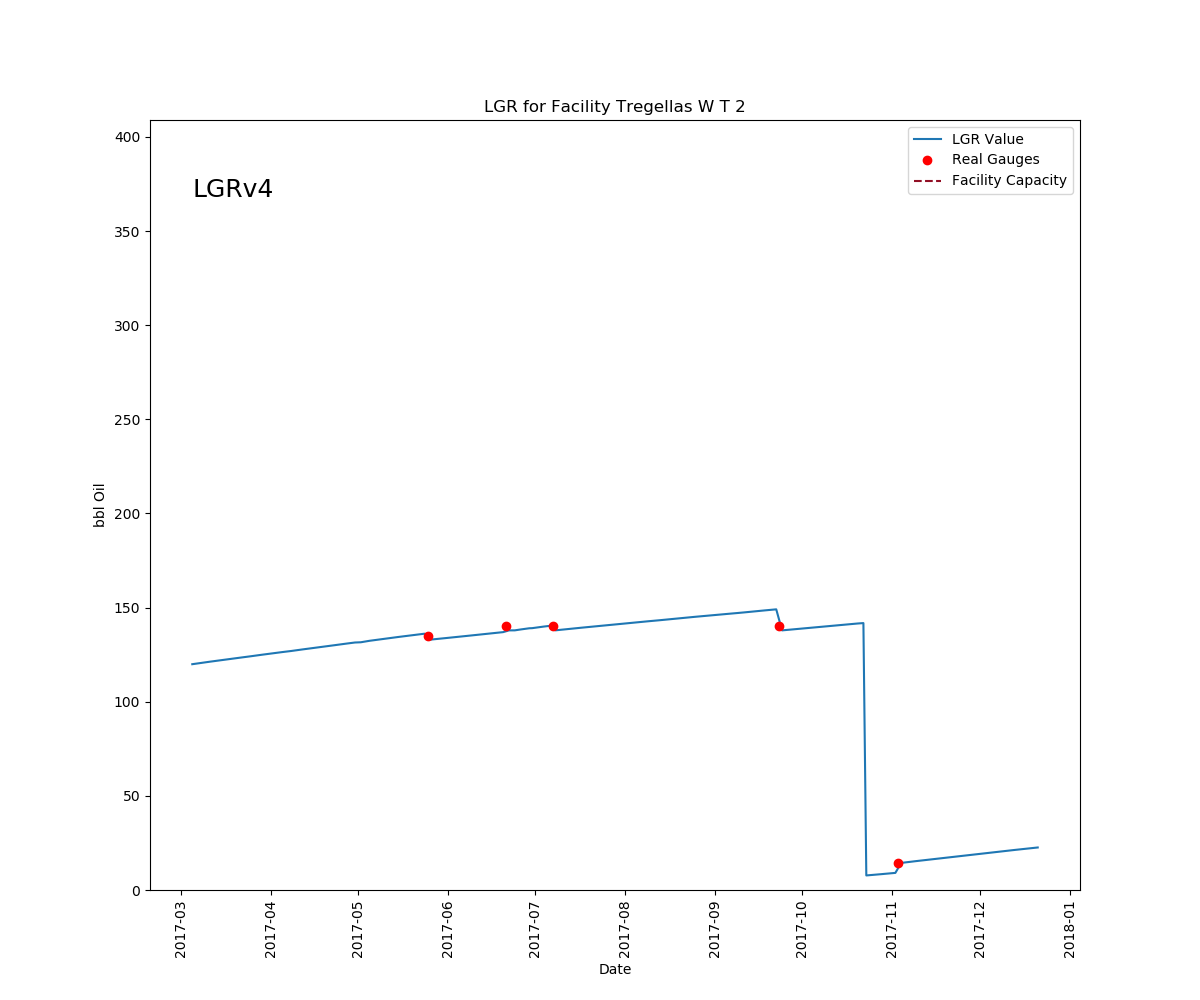 LGR for Facility Tregellas W T 2
LGRv4
LGR Value
Real Gauges
Facility Capacity
bbl Oil
400
350
300
250
200
150
100
50
0
2017-03
2017-04
2017-05
2017-06
2017-07
2017-08
2017-09
2017-10
2017-11
2017-12
2018-01
Date